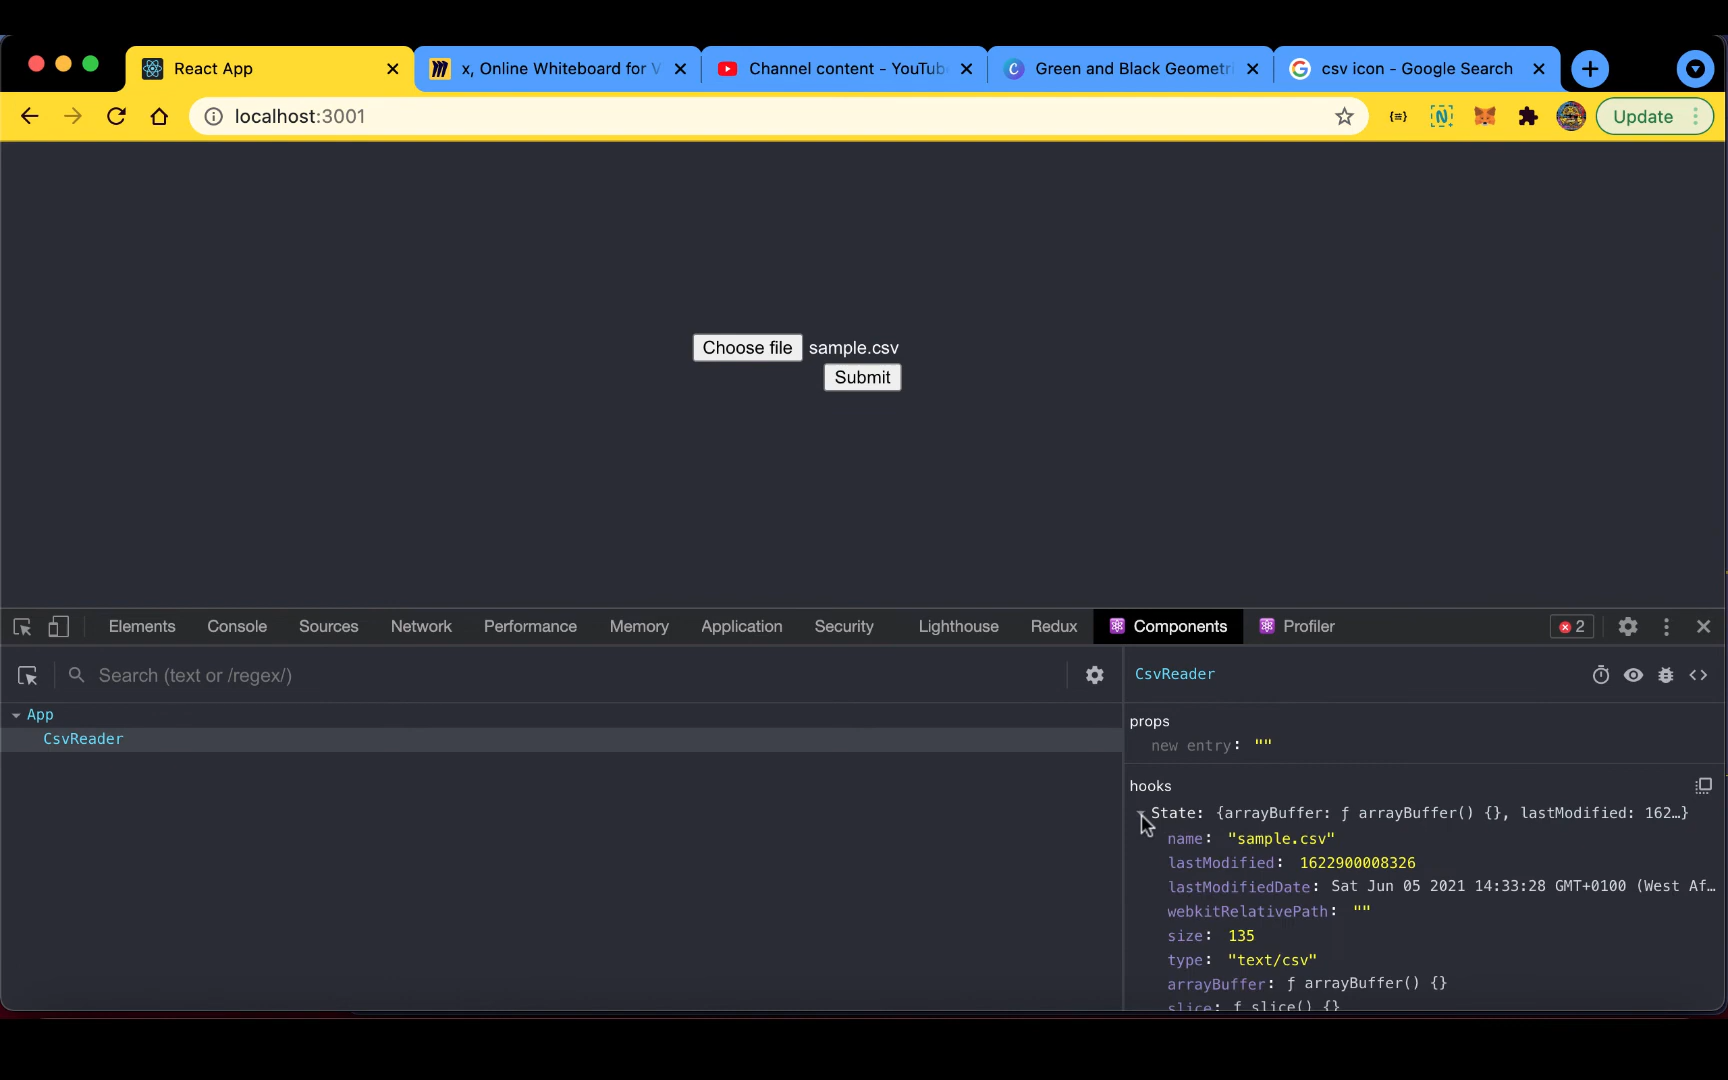 React App
x, Online Whiteboard for V
Channel content - YouTub
Green and Black Geometri
csv icon - Google Search
localhost:3001
Update
Choose file sample.csv
Submit
Elements Console Sources Network Performance Memory Application Security Lighthouse Redux Components Profiler 2
Search (text or /regex/)
App
CsvReader
CsvReader
props
new entry: ""
hooks
State: {arrayBuffer: ƒ arrayBuffer() {}, lastModified: 162…}
name: "sample.csv"
lastModified: 1622900008326
lastModifiedDate: Sat Jun 05 2021 14:33:28 GMT+0100 (West Af…
webkitRelativePath: ""
size: 135
type: "text/csv"
arrayBuffer: ƒ arrayBuffer() {}
slice: ƒ slice() {}